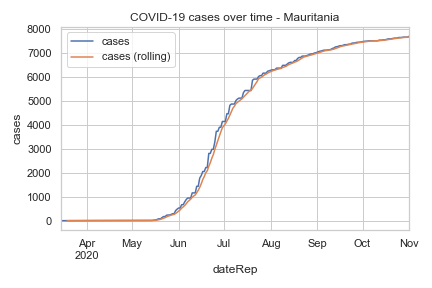 COVID-19 cases over time - Mauritania
cases
cases (rolling)
8000
7000
6000
5000
4000
3000
2000
1000
0
cases
Apr May Jun Jul Aug Sep Oct Nov
2020
dateRep